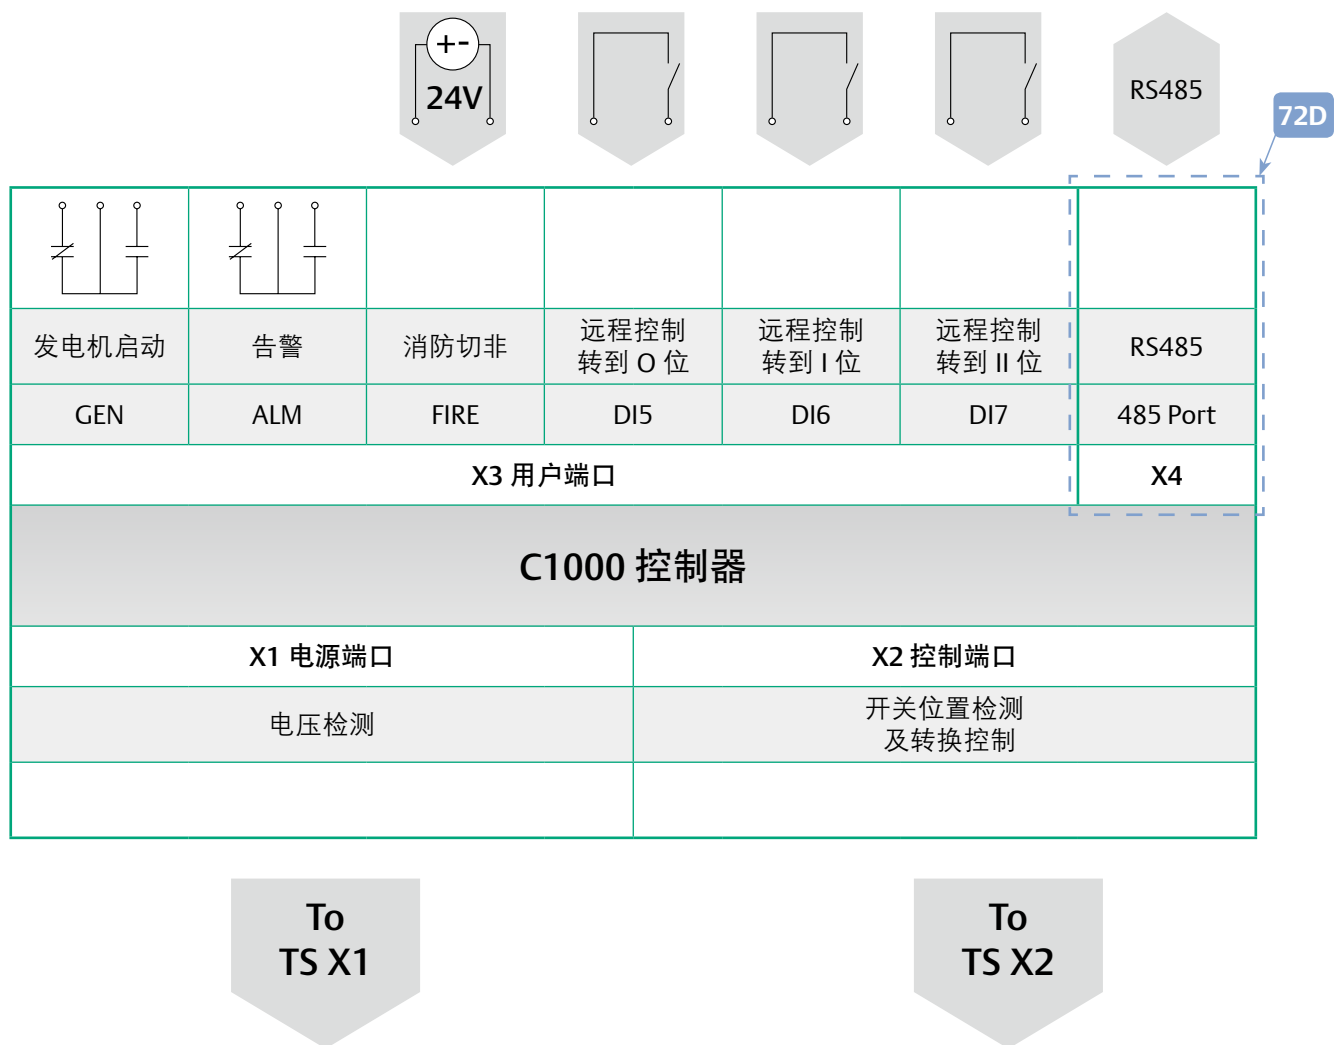 +-
24V
RS485
72D
发电机启动
告警
消防切非
远程控制
转到 O 位
远程控制
转到 I 位
远程控制
转到 II 位
RS485
GEN
ALM
FIRE
DI5
DI6
DI7
485 Port
X3 用户端口
X4
C1000 控制器
X1 电源端口
X2 控制端口
电压检测
开关位置检测
及转换控制
To
TS X1
To
TS X2